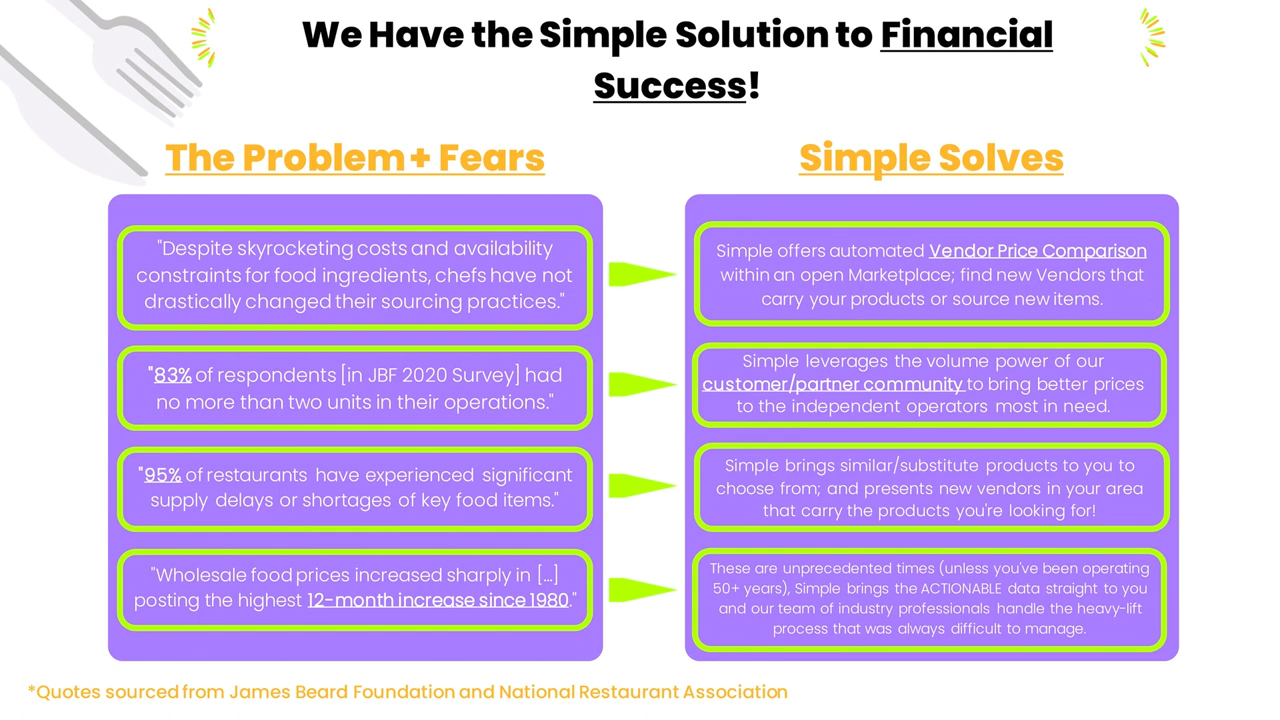 We Have the Simple Solution to Financial
Success!
The Problem+ Fears
"Despite skyrocketing costs and availability
constraints for food ingredients, chefs have not
drastically changed their sourcing practices."
"83% of respondents [in JBF 2020 Survey] had
no more than two units in their operations."
"95% of restaurants have experienced significant
supply delays or shortages of key food items."
"Wholesale food prices increased sharply in [...]
posting the highest 12-month increase since 1980."
Simple Solves
Simple offers automated Vendor Price Comparison
within an open Marketplace; find new Vendors that
carry your products or source new items.
Simple leverages the volume power of our
customer/partner community to bring better prices
to the independent operators most in need.
Simple brings similar/substitute products to you to
choose from; and presents new vendors in your area
that carry the products you're looking for!
These are unprecedented times (unless you've been operating
50+ years), Simple brings the ACTIONABLE data straight to you
and our team of industry professionals handle the heavy-lift
process that was always difficult to manage.
*Quotes sourced from James Beard Foundation and National Restaurant Association